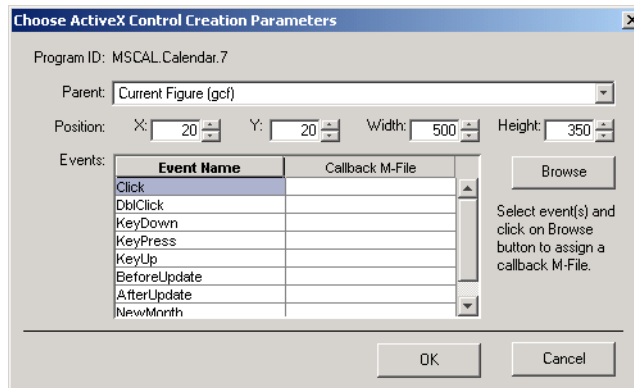 Choose ActiveX Control Creation Parameters
Program ID: MSCAL.Calendar.7
Parent: Current Figure (gcf)
Position: X: 20 Y: 20 Width: 500 Height: 350
Events:
Event Name Callback M-File
Click
DblClick
KeyDown
KeyPress
KeyUp
BeforeUpdate
AfterUpdate
NewMonth
Browse
Select event(s) and
click on Browse
button to assign a
callback M-File.
OK Cancel